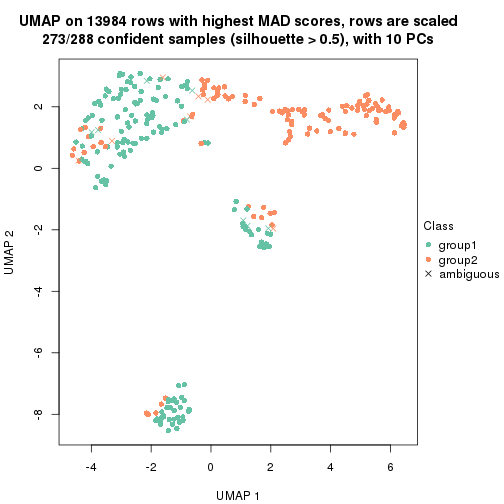 UMAP on 13984 rows with highest MAD scores, rows are scaled
273/288 confident samples (silhouette > 0.5), with 10 PCs
2
0
-2
-4
-6
-8
-4 -2 0 2 4 6
UMAP 1
UMAP 2
Class
group1
group2
ambiguous